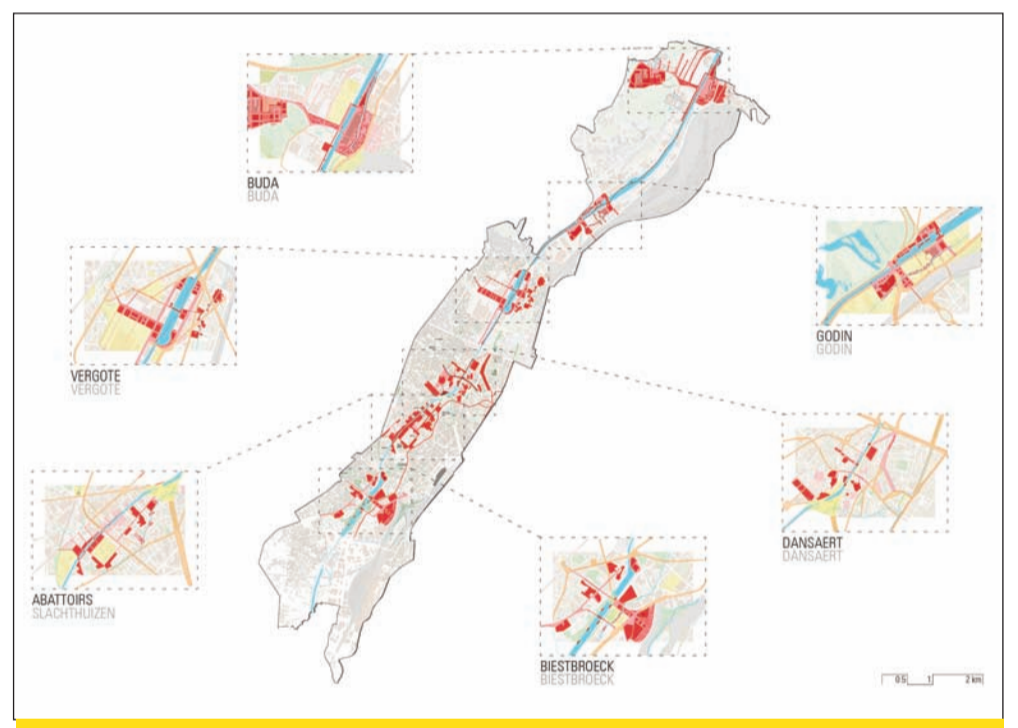 BUDA
BUDA
GODIN
GODIN
VERGOTE
VERGOTE
DANSAERT
DANSAERT
ABATTOIRS
SLACHTHUIZEN
BIESTBROECK
BIESTBROECK
0.5 1 2 km